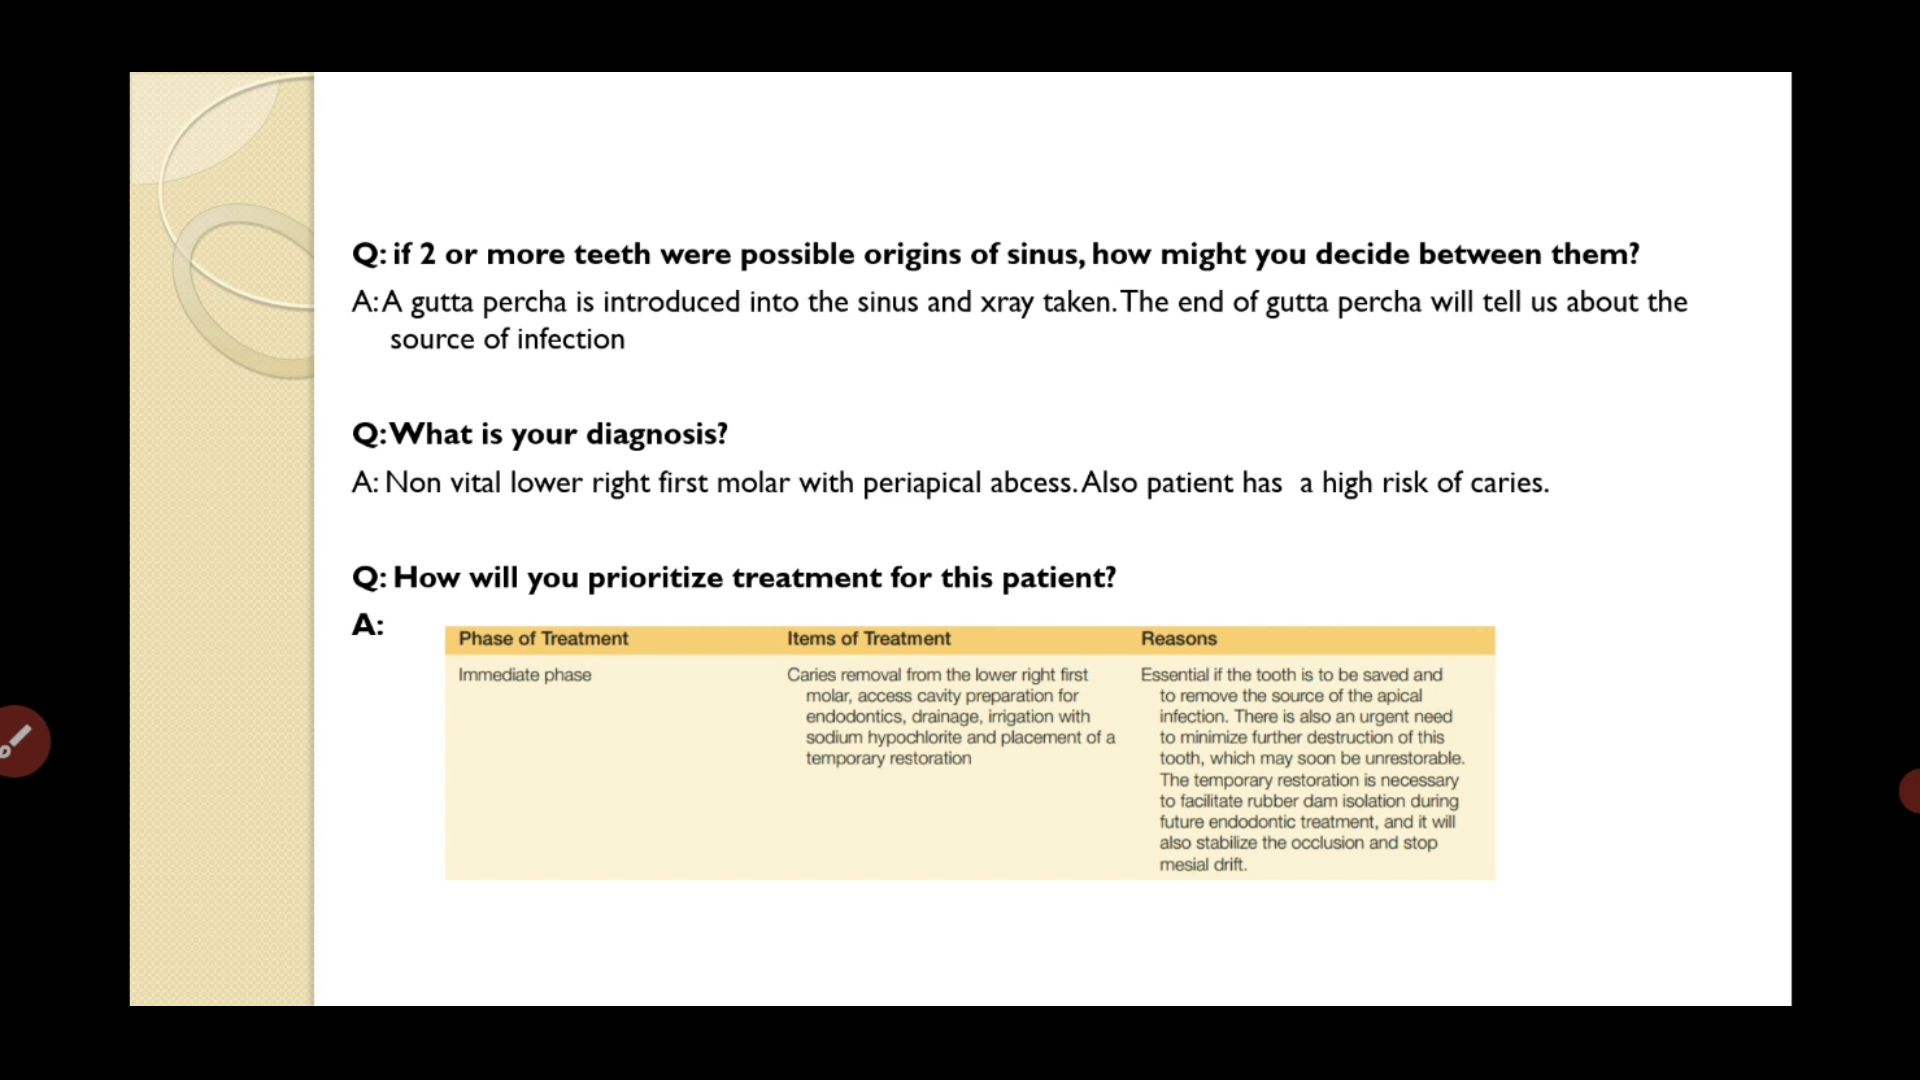 Q: if 2 or more teeth were possible origins of sinus, how might you decide between them?
A: A gutta percha is introduced into the sinus and xray taken. The end of gutta percha will tell us about the
source of infection
Q: What is your diagnosis?
A: Non vital lower right first molar with periapical abcess. Also patient has a high risk of caries.
Q: How will you prioritize treatment for this patient?
A:
Phase of Treatment
Items of Treatment
Reasons
Immediate phase
Caries removal from the lower right first
molar, access cavity preparation for
endodontics, drainage, irrigation with
sodium hypochlorite and placement of a
temporary restoration
Essential if the tooth is to be saved and
to remove the source of the apical
infection. There is also an urgent need
to minimize further destruction of this
tooth, which may soon be unrestorable.
The temporary restoration is necessary
to facilitate rubber dam isolation during
future endodontic treatment, and it will
also stabilize the occlusion and stop
mesial drift.